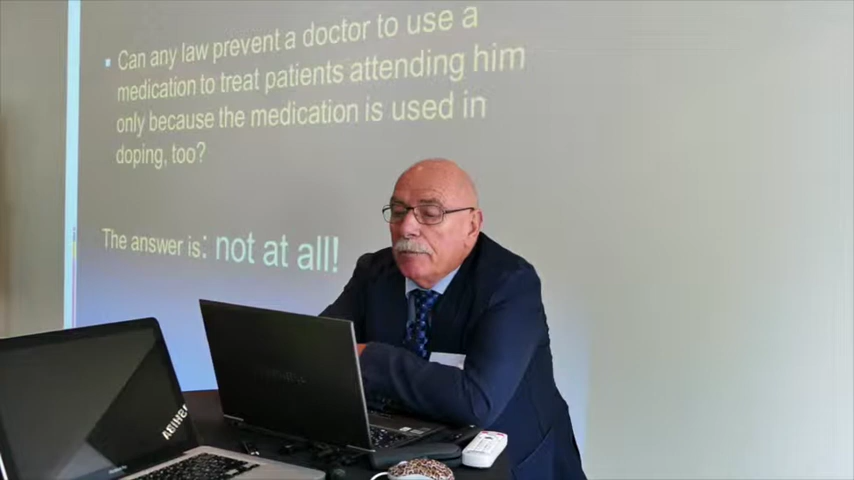 Can any law prevent a doctor to use a
medication to treat patients attending him
only because the medication is used in
doping, too?
The answer is: not at all!